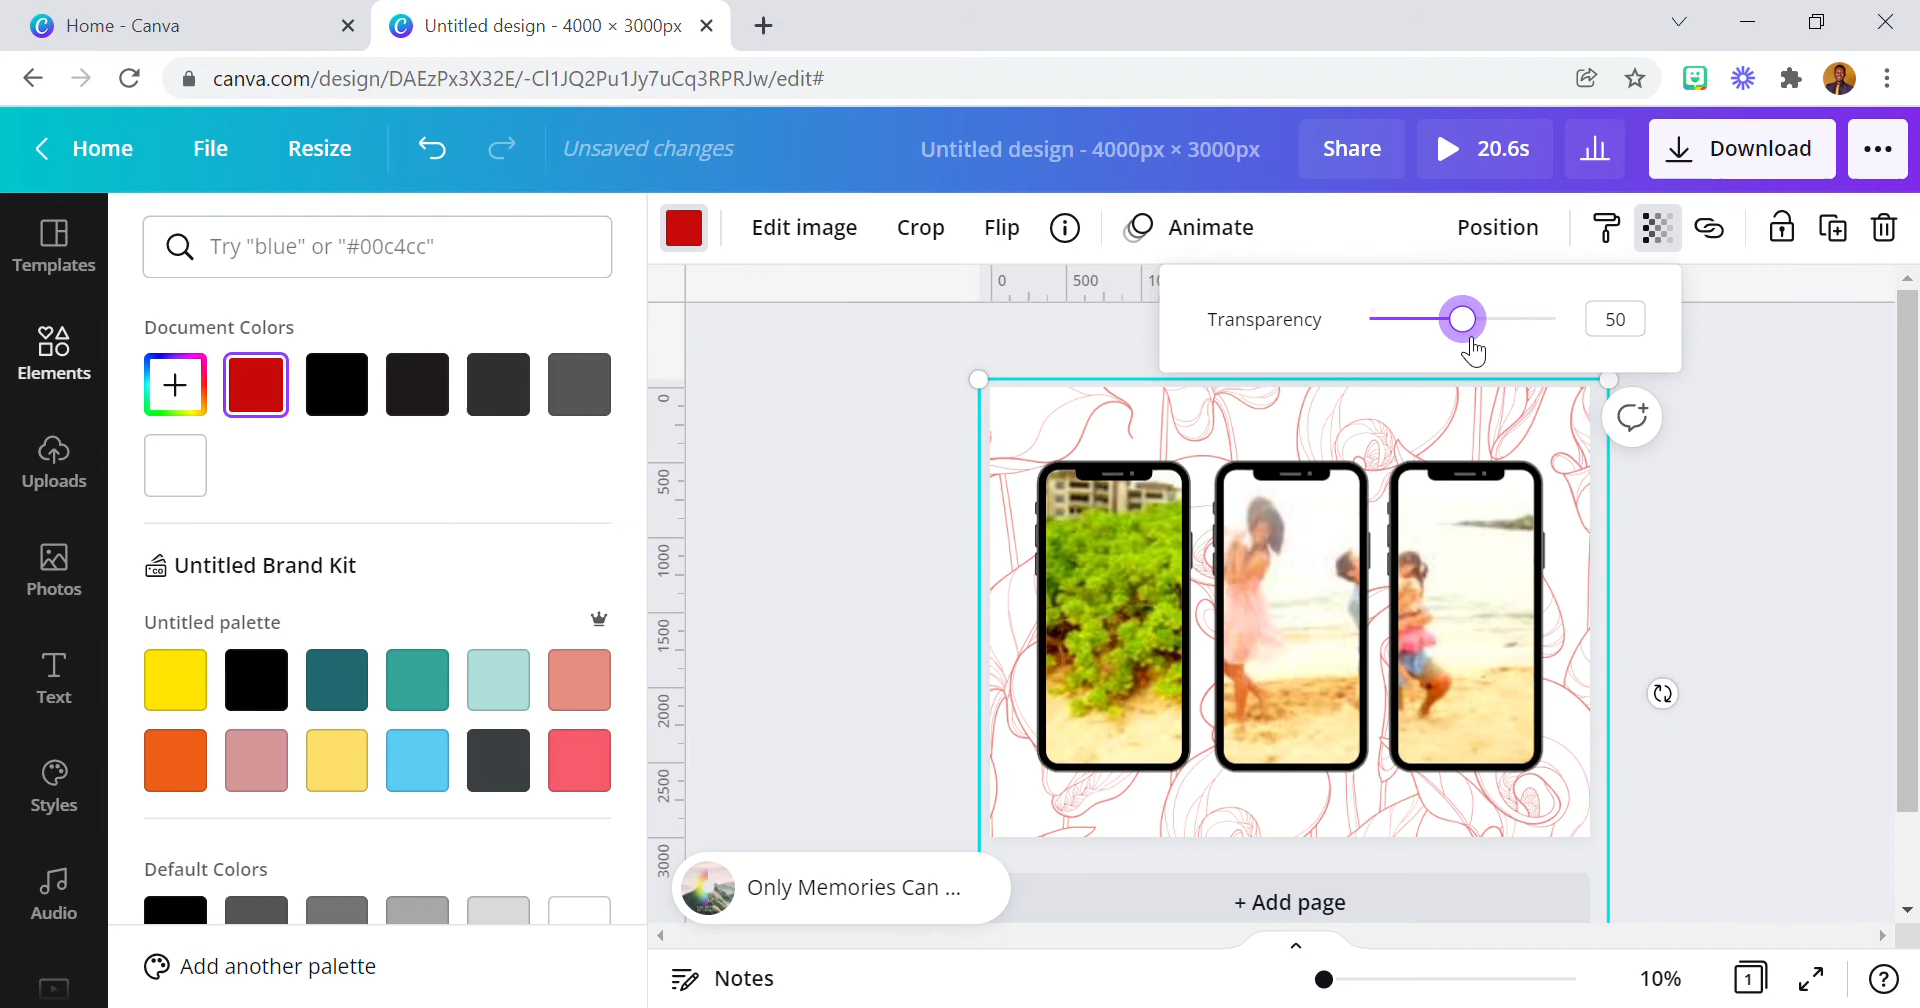 Home - Canva
Untitled design - 4000 × 3000px
canva.com/design/DAEzPx3X32E/-Cl1JQ2Pu1Jy7uCq3RPRJw/edit#
Home
File
Resize
Unsaved changes
Untitled design - 4000px × 3000px
Share
20.6s
Download
Templates
Elements
Uploads
Photos
Text
Styles
Audio
Try "blue" or "#00c4cc"
Document Colors
Untitled Brand Kit
Untitled palette
Default Colors
Add another palette
Edit image
Crop
Flip
Animate
Position
0
500
Transparency
50
0
500
1000
1500
2000
2500
3000
Only Memories Can ...
+ Add page
Notes
10%
1